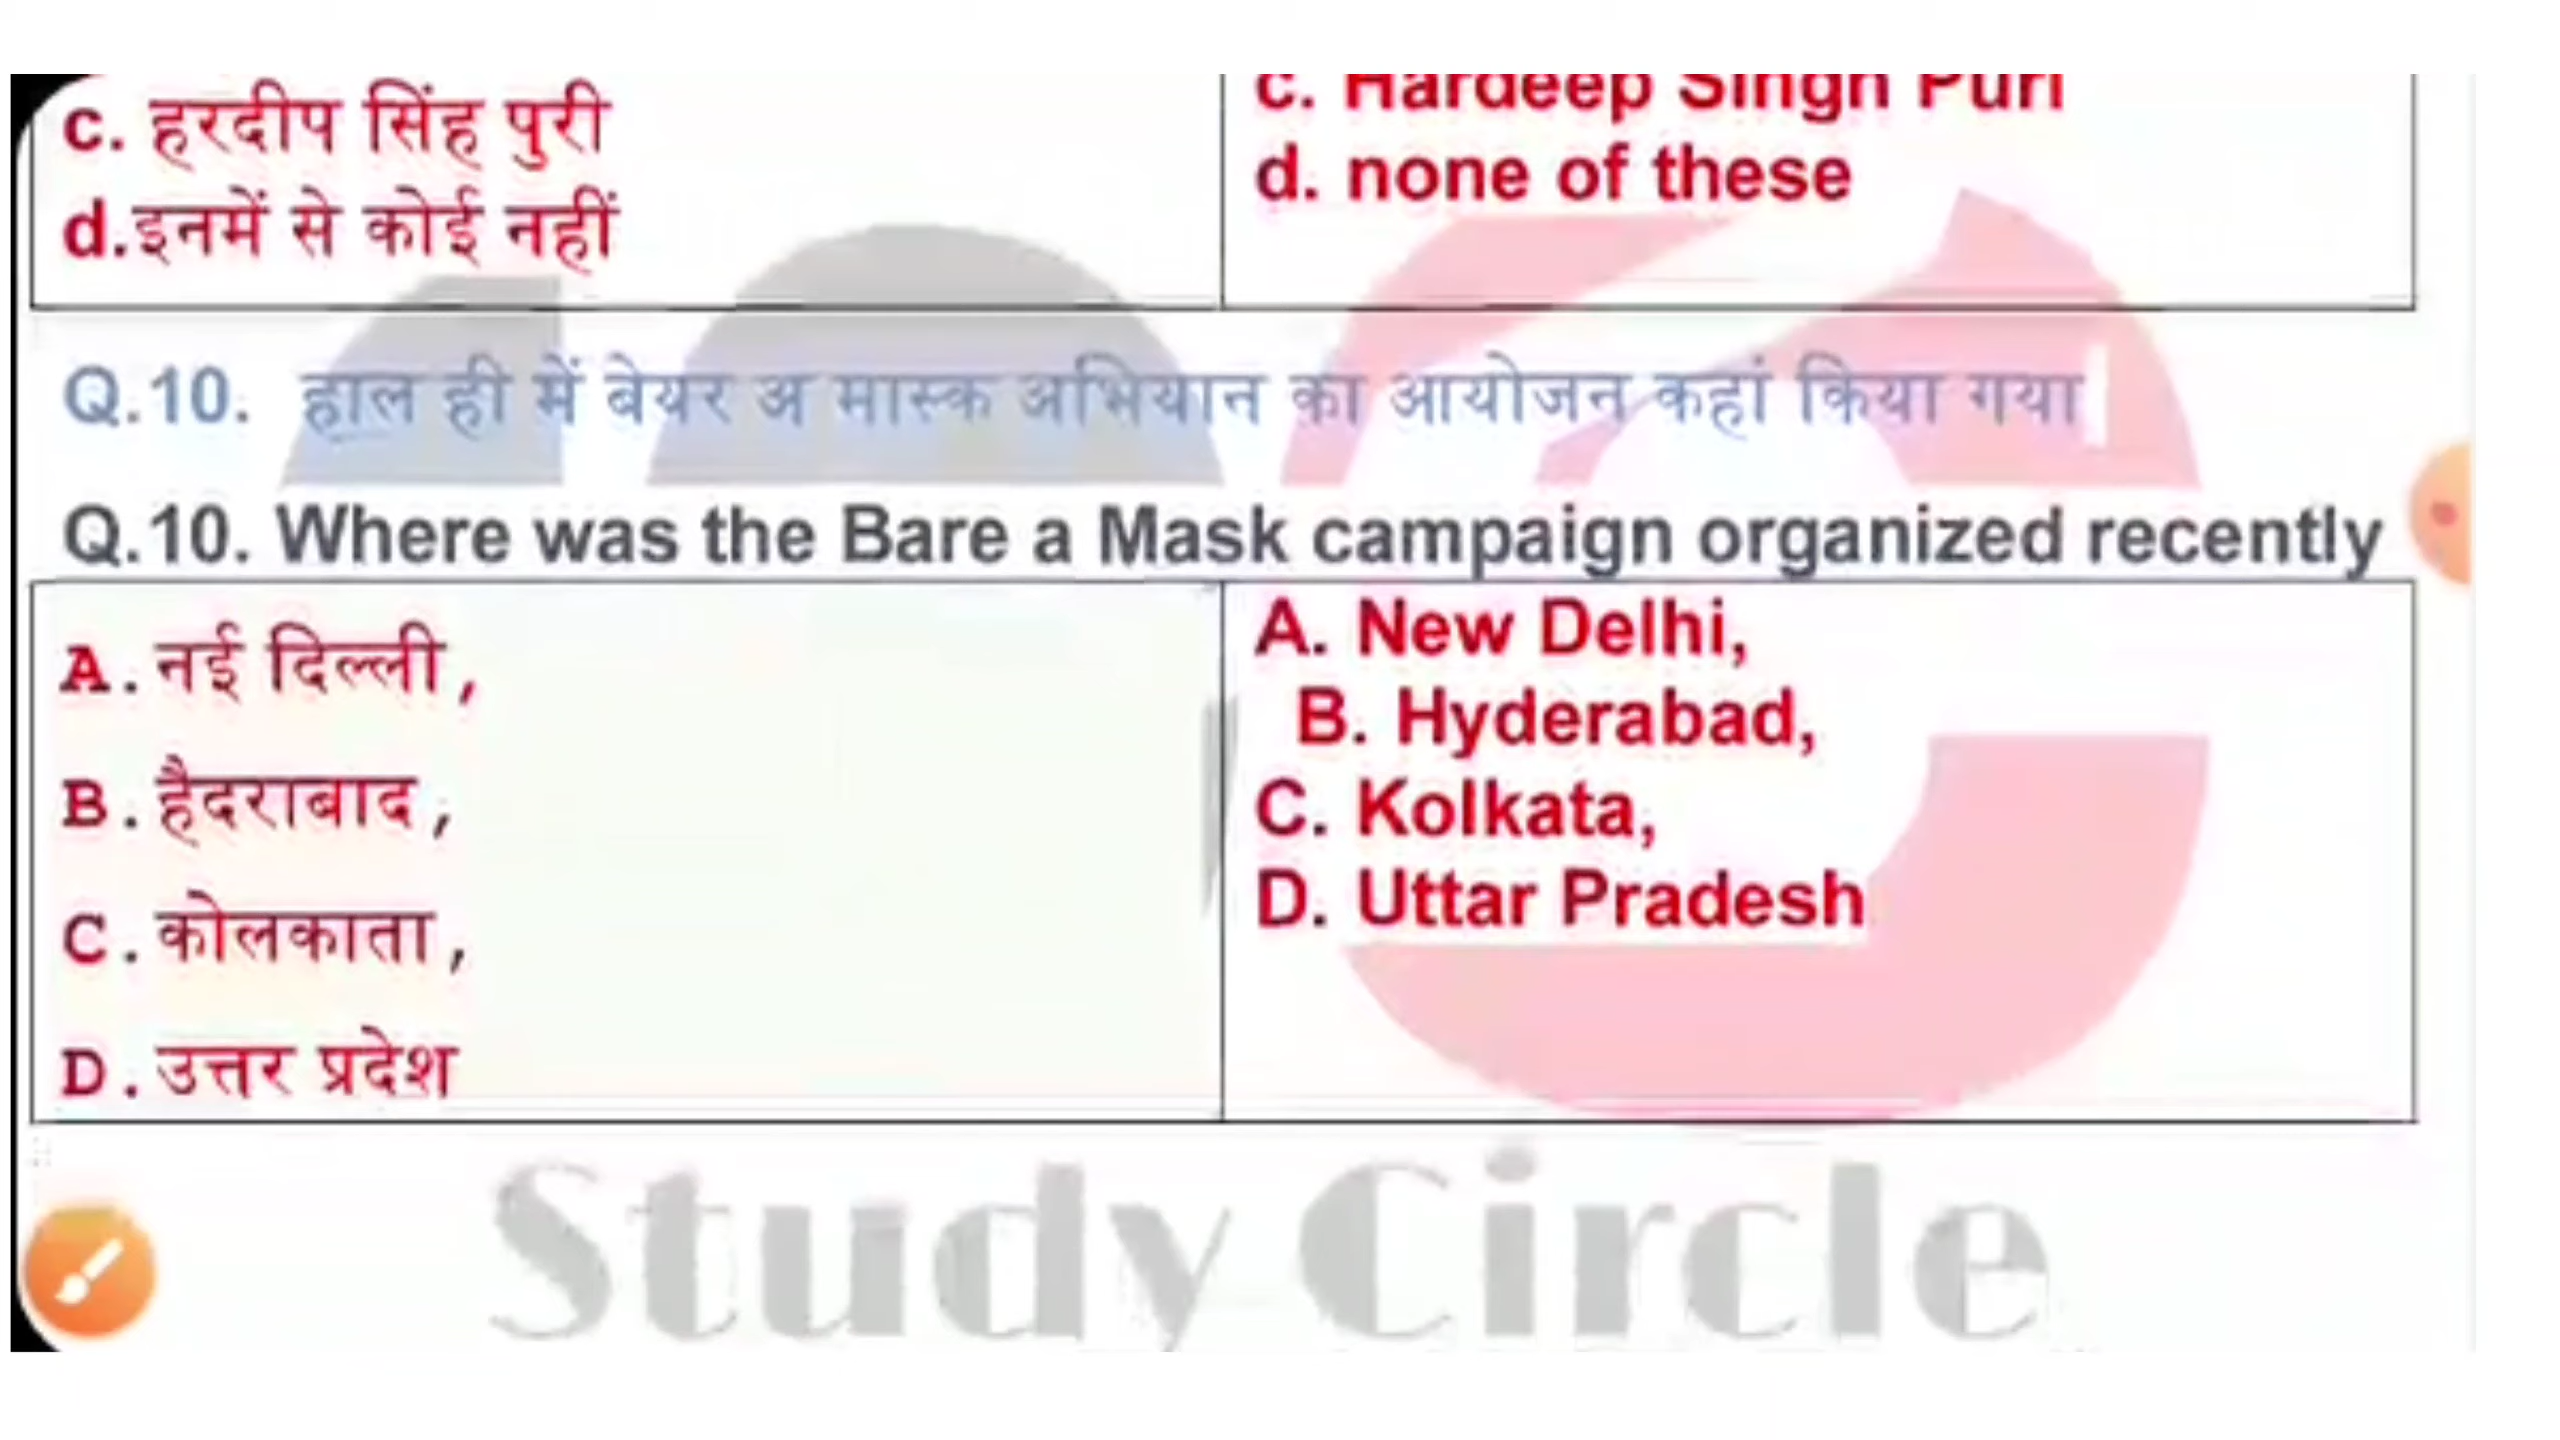 c. हरदीप सिंह पुरी
d.इनमें से कोई नहीं
c. Hardeep Singh Puri
d. none of these
Q.10. हाल ही में बेयर अ मास्क अभियान का आयोजन कहां किया गया
Q.10. Where was the Bare a Mask campaign organized recently
A.नई दिल्ली,
B.हैदराबाद,
C.कोलकाता,
D.उत्तर प्रदेश
A. New Delhi,
B. Hyderabad,
C. Kolkata,
D. Uttar Pradesh
Study Circle